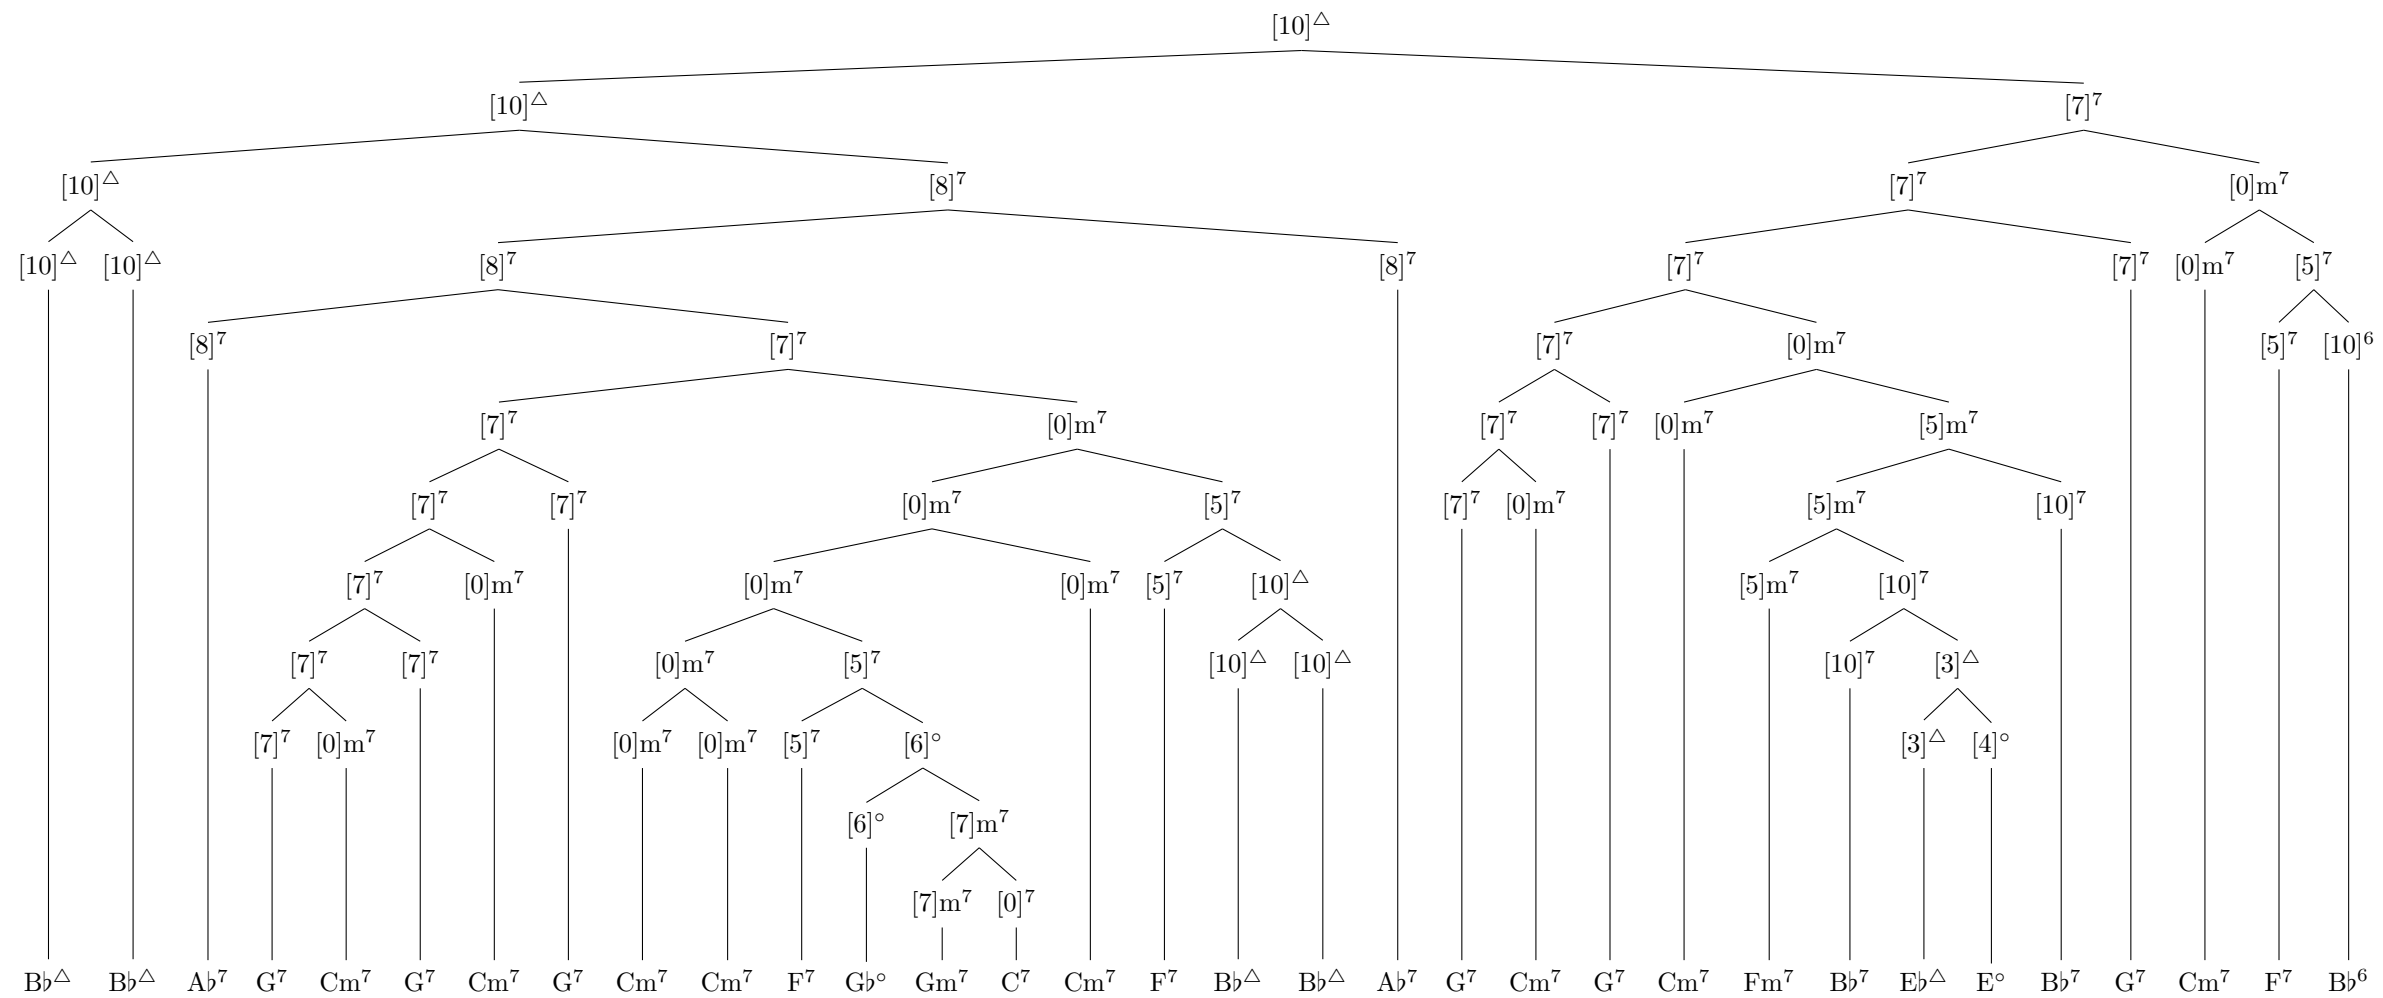 [10]△
[10]△ [7]⁷
[10]△ [8]⁷ [7]⁷ [0]m⁷
[10]△ [10]△ [8]⁷ [8]⁷ [7]⁷ [7]⁷ [0]m⁷ [5]⁷
[8]⁷ [7]⁷ [7]⁷ [0]m⁷ [5]⁷ [10]⁶
[7]⁷ [0]m⁷ [7]⁷ [7]⁷ [0]m⁷ [5]m⁷
[7]⁷ [7]⁷ [0]m⁷ [5]⁷ [7]⁷ [0]m⁷ [5]m⁷ [10]⁷
[7]⁷ [0]m⁷ [0]m⁷ [0]m⁷ [5]⁷ [10]△ [5]m⁷ [10]⁷
[7]⁷ [7]⁷ [0]m⁷ [5]⁷ [10]△ [10]△ [10]⁷ [3]△
[7]⁷ [0]m⁷ [0]m⁷ [0]m⁷ [5]⁷ [6]° [3]△ [4]°
[6]° [7]m⁷
[7]m⁷ [0]⁷
B♭△ B♭△ A♭⁷ G⁷ Cm⁷ G⁷ Cm⁷ G⁷ Cm⁷ Cm⁷ F⁷ G♭° Gm⁷ C⁷ Cm⁷ F⁷ B♭△ B♭△ A♭⁷ G⁷ Cm⁷ G⁷ Cm⁷ Fm⁷ B♭⁷ E♭△ E° B♭⁷ G⁷ Cm⁷ F⁷ B♭⁶